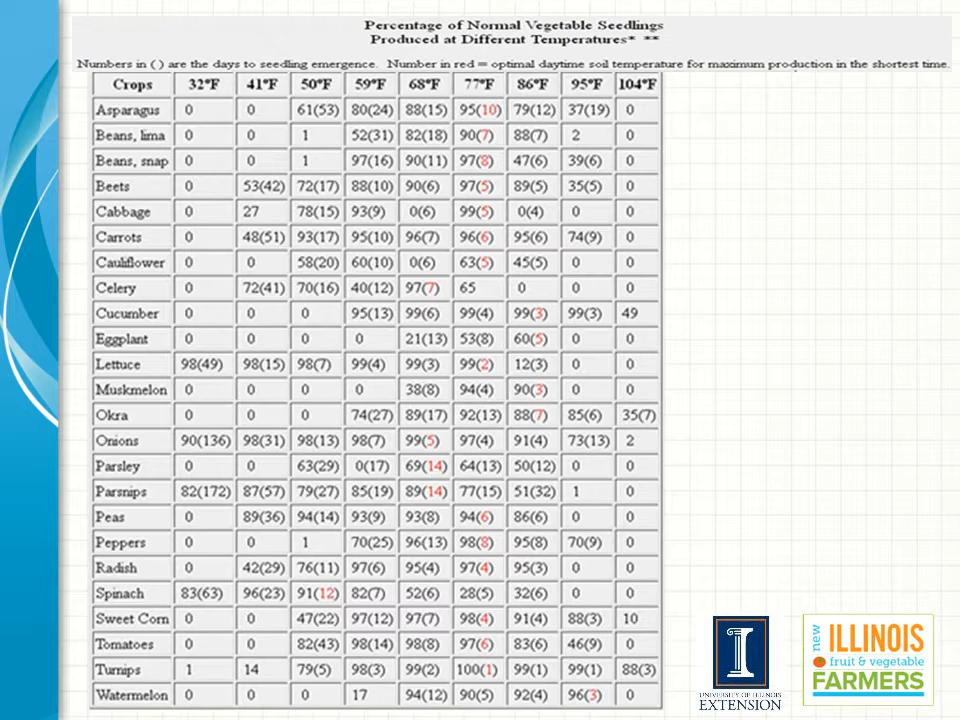 Percentage of Normal Vegetable Seedlings
Produced at Different Temperatures* **
Numbers in ( ) are the days to seedling emergence. Number in red = optimal daytime soil temperature for maximum production in the shortest time.
Crops 32°F 41°F 50°F 59°F 68°F 77°F 86°F 95°F 104°F
Asparagus 0 0 61(53) 80(24) 88(15) 95(10) 79(12) 37(19) 0
Beans, lima 0 0 1 52(31) 82(18) 90(7) 88(7) 2 0
Beans, snap 0 0 1 97(16) 90(11) 97(8) 47(6) 39(6) 0
Beets 0 53(42) 72(17) 88(10) 90(6) 97(5) 89(5) 35(5) 0
Cabbage 0 27 78(15) 93(9) 0(6) 99(5) 0(4) 0 0
Carrots 0 48(51) 93(17) 95(10) 96(7) 96(6) 95(6) 74(9) 0
Cauliflower 0 0 58(20) 60(10) 0(6) 63(5) 45(5) 0 0
Celery 0 72(41) 70(16) 40(12) 97(7) 65 0 0 0
Cucumber 0 0 0 95(13) 99(6) 99(4) 99(3) 99(3) 49
Eggplant 0 0 0 0 21(13) 53(8) 60(5) 0 0
Lettuce 98(49) 98(15) 98(7) 99(4) 99(3) 99(2) 12(3) 0 0
Muskmelon 0 0 0 0 38(8) 94(4) 90(3) 0 0
Okra 0 0 0 74(27) 89(17) 92(13) 88(7) 85(6) 35(7)
Onions 90(136) 98(31) 98(13) 98(7) 99(5) 97(4) 91(4) 73(13) 2
Parsley 0 0 63(29) 0(17) 69(14) 64(13) 50(12) 0 0
Parsnips 82(172) 87(57) 79(27) 85(19) 89(14) 77(15) 51(32) 1 0
Peas 0 89(36) 94(14) 93(9) 93(8) 94(6) 86(6) 0 0
Peppers 0 0 1 70(25) 96(13) 98(8) 95(8) 70(9) 0
Radish 0 42(29) 76(11) 97(6) 95(4) 97(4) 95(3) 0 0
Spinach 83(63) 96(23) 91(12) 82(7) 52(6) 28(5) 32(6) 0 0
Sweet Corn 0 0 47(22) 97(12) 97(7) 98(4) 91(4) 88(3) 10
Tomatoes 0 0 82(43) 98(14) 98(8) 97(6) 83(6) 46(9) 0
Turnips 1 14 79(5) 98(3) 99(2) 100(1) 99(1) 99(1) 88(3)
Watermelon 0 0 0 17 94(12) 90(5) 92(4) 96(3) 0
I
UNIVERSITY OF ILLINOIS
EXTENSION
new
ILLINOIS
fruit & vegetable
FARMERS